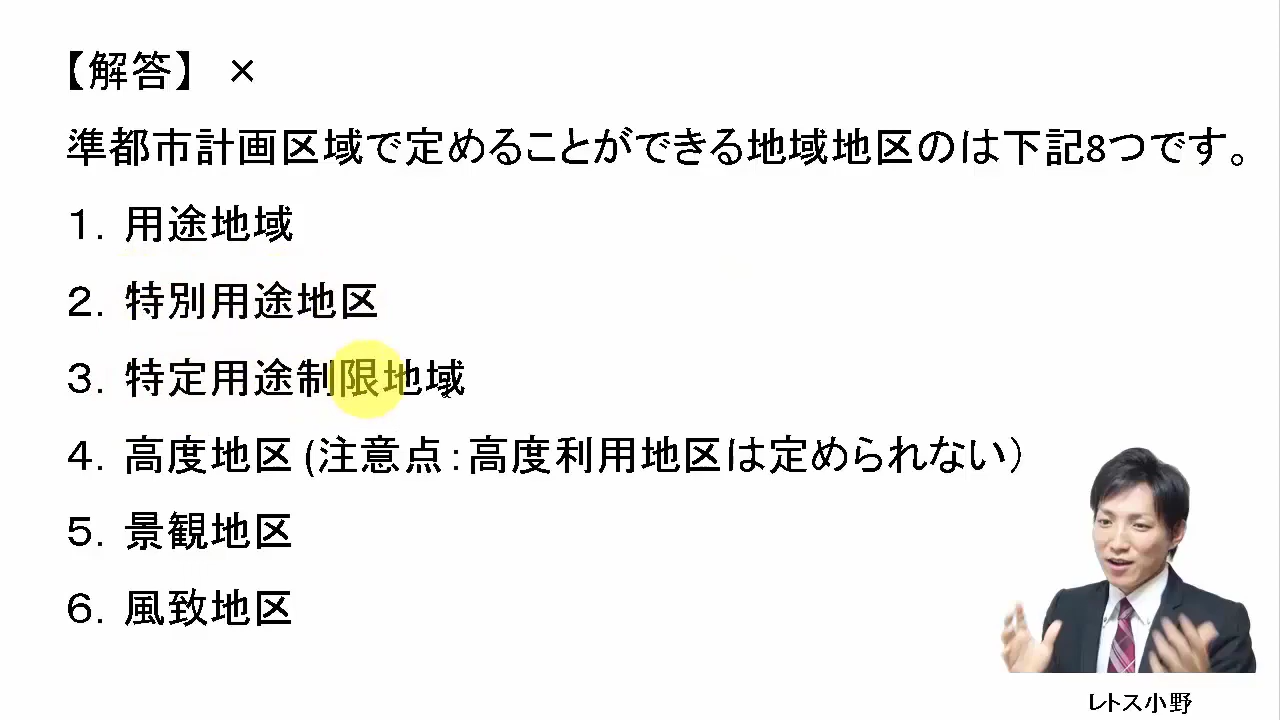 【解答】 ×
準都市計画区域で定めることができる地域地区のは下記8つです。
１．用途地域
２．特別用途地区
３．特定用途制限地域
４．高度地区 (注意点：高度利用地区は定められない）
５．景観地区
６．風致地区
レトス小野